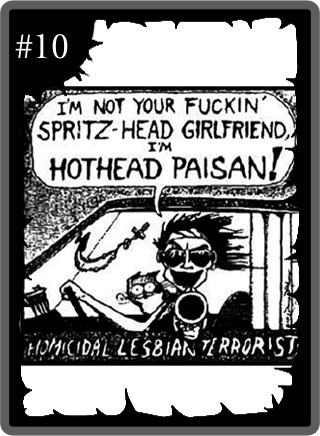 #10
I'M NOT YOUR FUCKIN'
SPRITZ-HEAD GIRLFRIEND,
I'M
HOTHEAD PAISAN!
HOMICIDAL LESBIAN TERRORIST